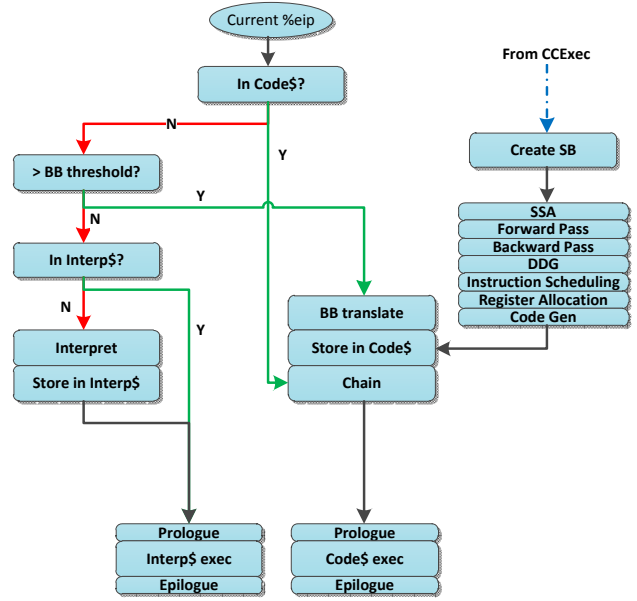 Current %eip
In Code$?
From CCExec
N
Y
Create SB
> BB threshold?
Y
N
SSA
Forward Pass
Backward Pass
DDG
Instruction Scheduling
Register Allocation
Code Gen
In Interp$?
N
Y
BB translate
Store in Code$
Chain
Interpret
Store in Interp$
Prologue
Interp$ exec
Epilogue
Prologue
Code$ exec
Epilogue